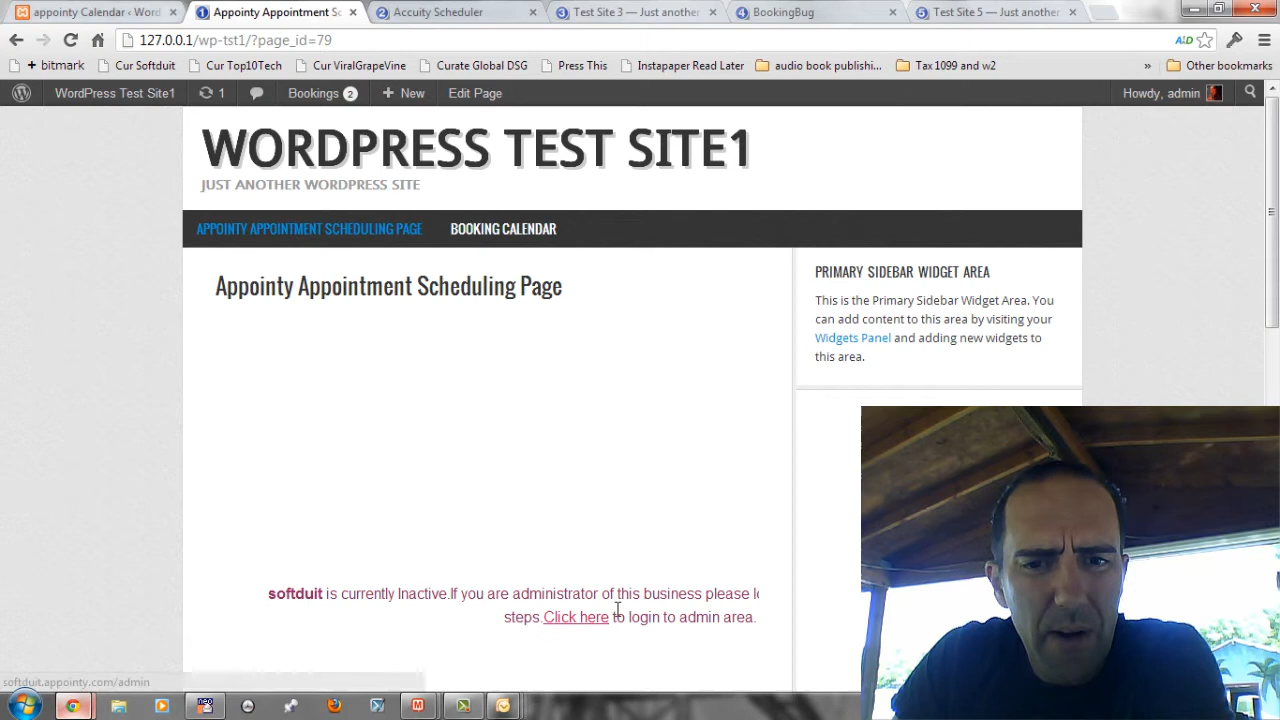 appointy Calendar ‹ Word
Appointy Appointment Sc
Accuity Scheduler
Test Site 3 — Just another
BookingBug
Test Site 5 — Just another
127.0.0.1/wp-tst1/?page_id=79
+ bitmark
Cur Softduit
Cur Top10Tech
Cur ViralGrapeVine
Curate Global DSG
Press This
Instapaper Read Later
audio book publishi...
Tax 1099 and w2
»
Other bookmarks
WordPress Test Site1
1
Bookings 2
+ New
Edit Page
Howdy, admin
WORDPRESS TEST SITE1
JUST ANOTHER WORDPRESS SITE
APPOINTY APPOINTMENT SCHEDULING PAGE
BOOKING CALENDAR
Appointy Appointment Scheduling Page
PRIMARY SIDEBAR WIDGET AREA
This is the Primary Sidebar Widget Area. You
can add content to this area by visiting your
Widgets Panel and adding new widgets to
this area.
softduit is currently Inactive.If you are administrator of this business please
steps.Click here to login to admin area.
softduit.appointy.com/admin